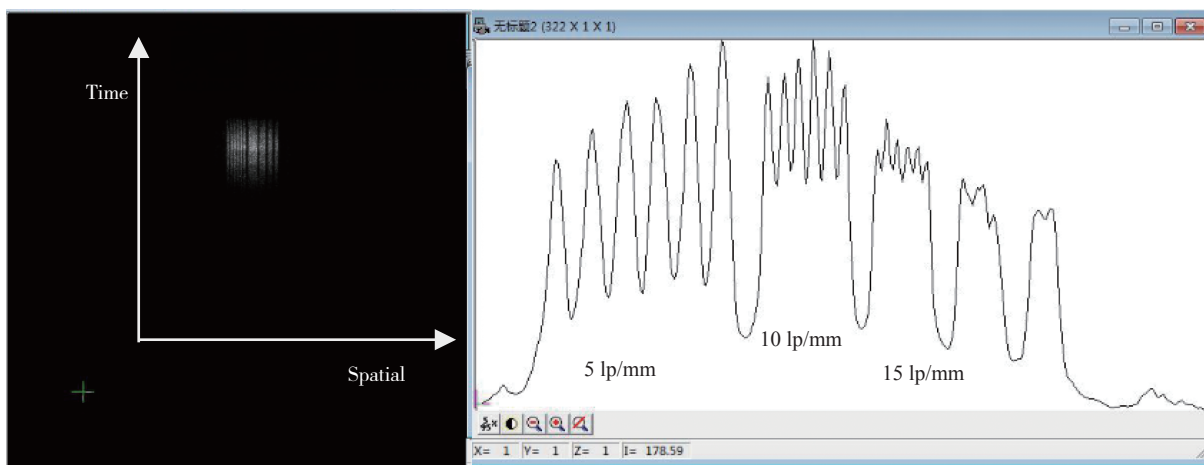 Time
Spatial
无标题2 (322 X 1 X 1)
5 lp/mm
10 lp/mm
15 lp/mm
X= 1 Y= 1 Z= 1 I= 178.59